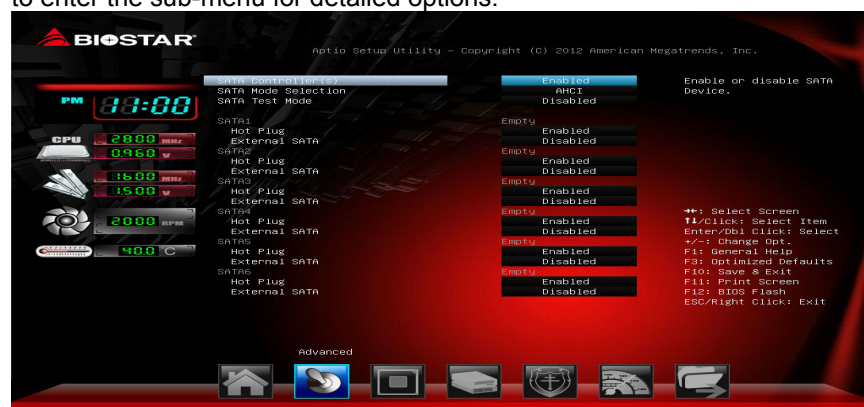 to enter the sub-menu for detailed options.
BIOSTAR
Aptio Setup Utility – Copyright (C) 2012 American Megatrends, Inc.
SATA Controller(s) Enabled Enable or disable SATA
SATA Mode Selection AHCI Device.
SATA Test Mode Disabled
PM 11:00
SATA1 Empty
Hot Plug Enabled
External SATA Disabled
CPU 2800 MHz
0.960 v
SATA2 Empty
Hot Plug Enabled
External SATA Disabled
1600 MHz
1.500 v
SATA3 Empty
Hot Plug Enabled
External SATA Disabled
2000 RPM
SATA4 Empty →←: Select Screen
Hot Plug Enabled ↑↓/Click: Select Item
External SATA Disabled Enter/Dbl Click: Select
40.0 C
SATA5 Empty +/-: Change Opt.
Hot Plug Enabled F1: General Help
External SATA Disabled F3: Optimized Defaults
SATA6 Empty F10: Save & Exit
Hot Plug Enabled F11: Print Screen
External SATA Disabled F12: BIOS Flash
ESC/Right Click: Exit
Advanced